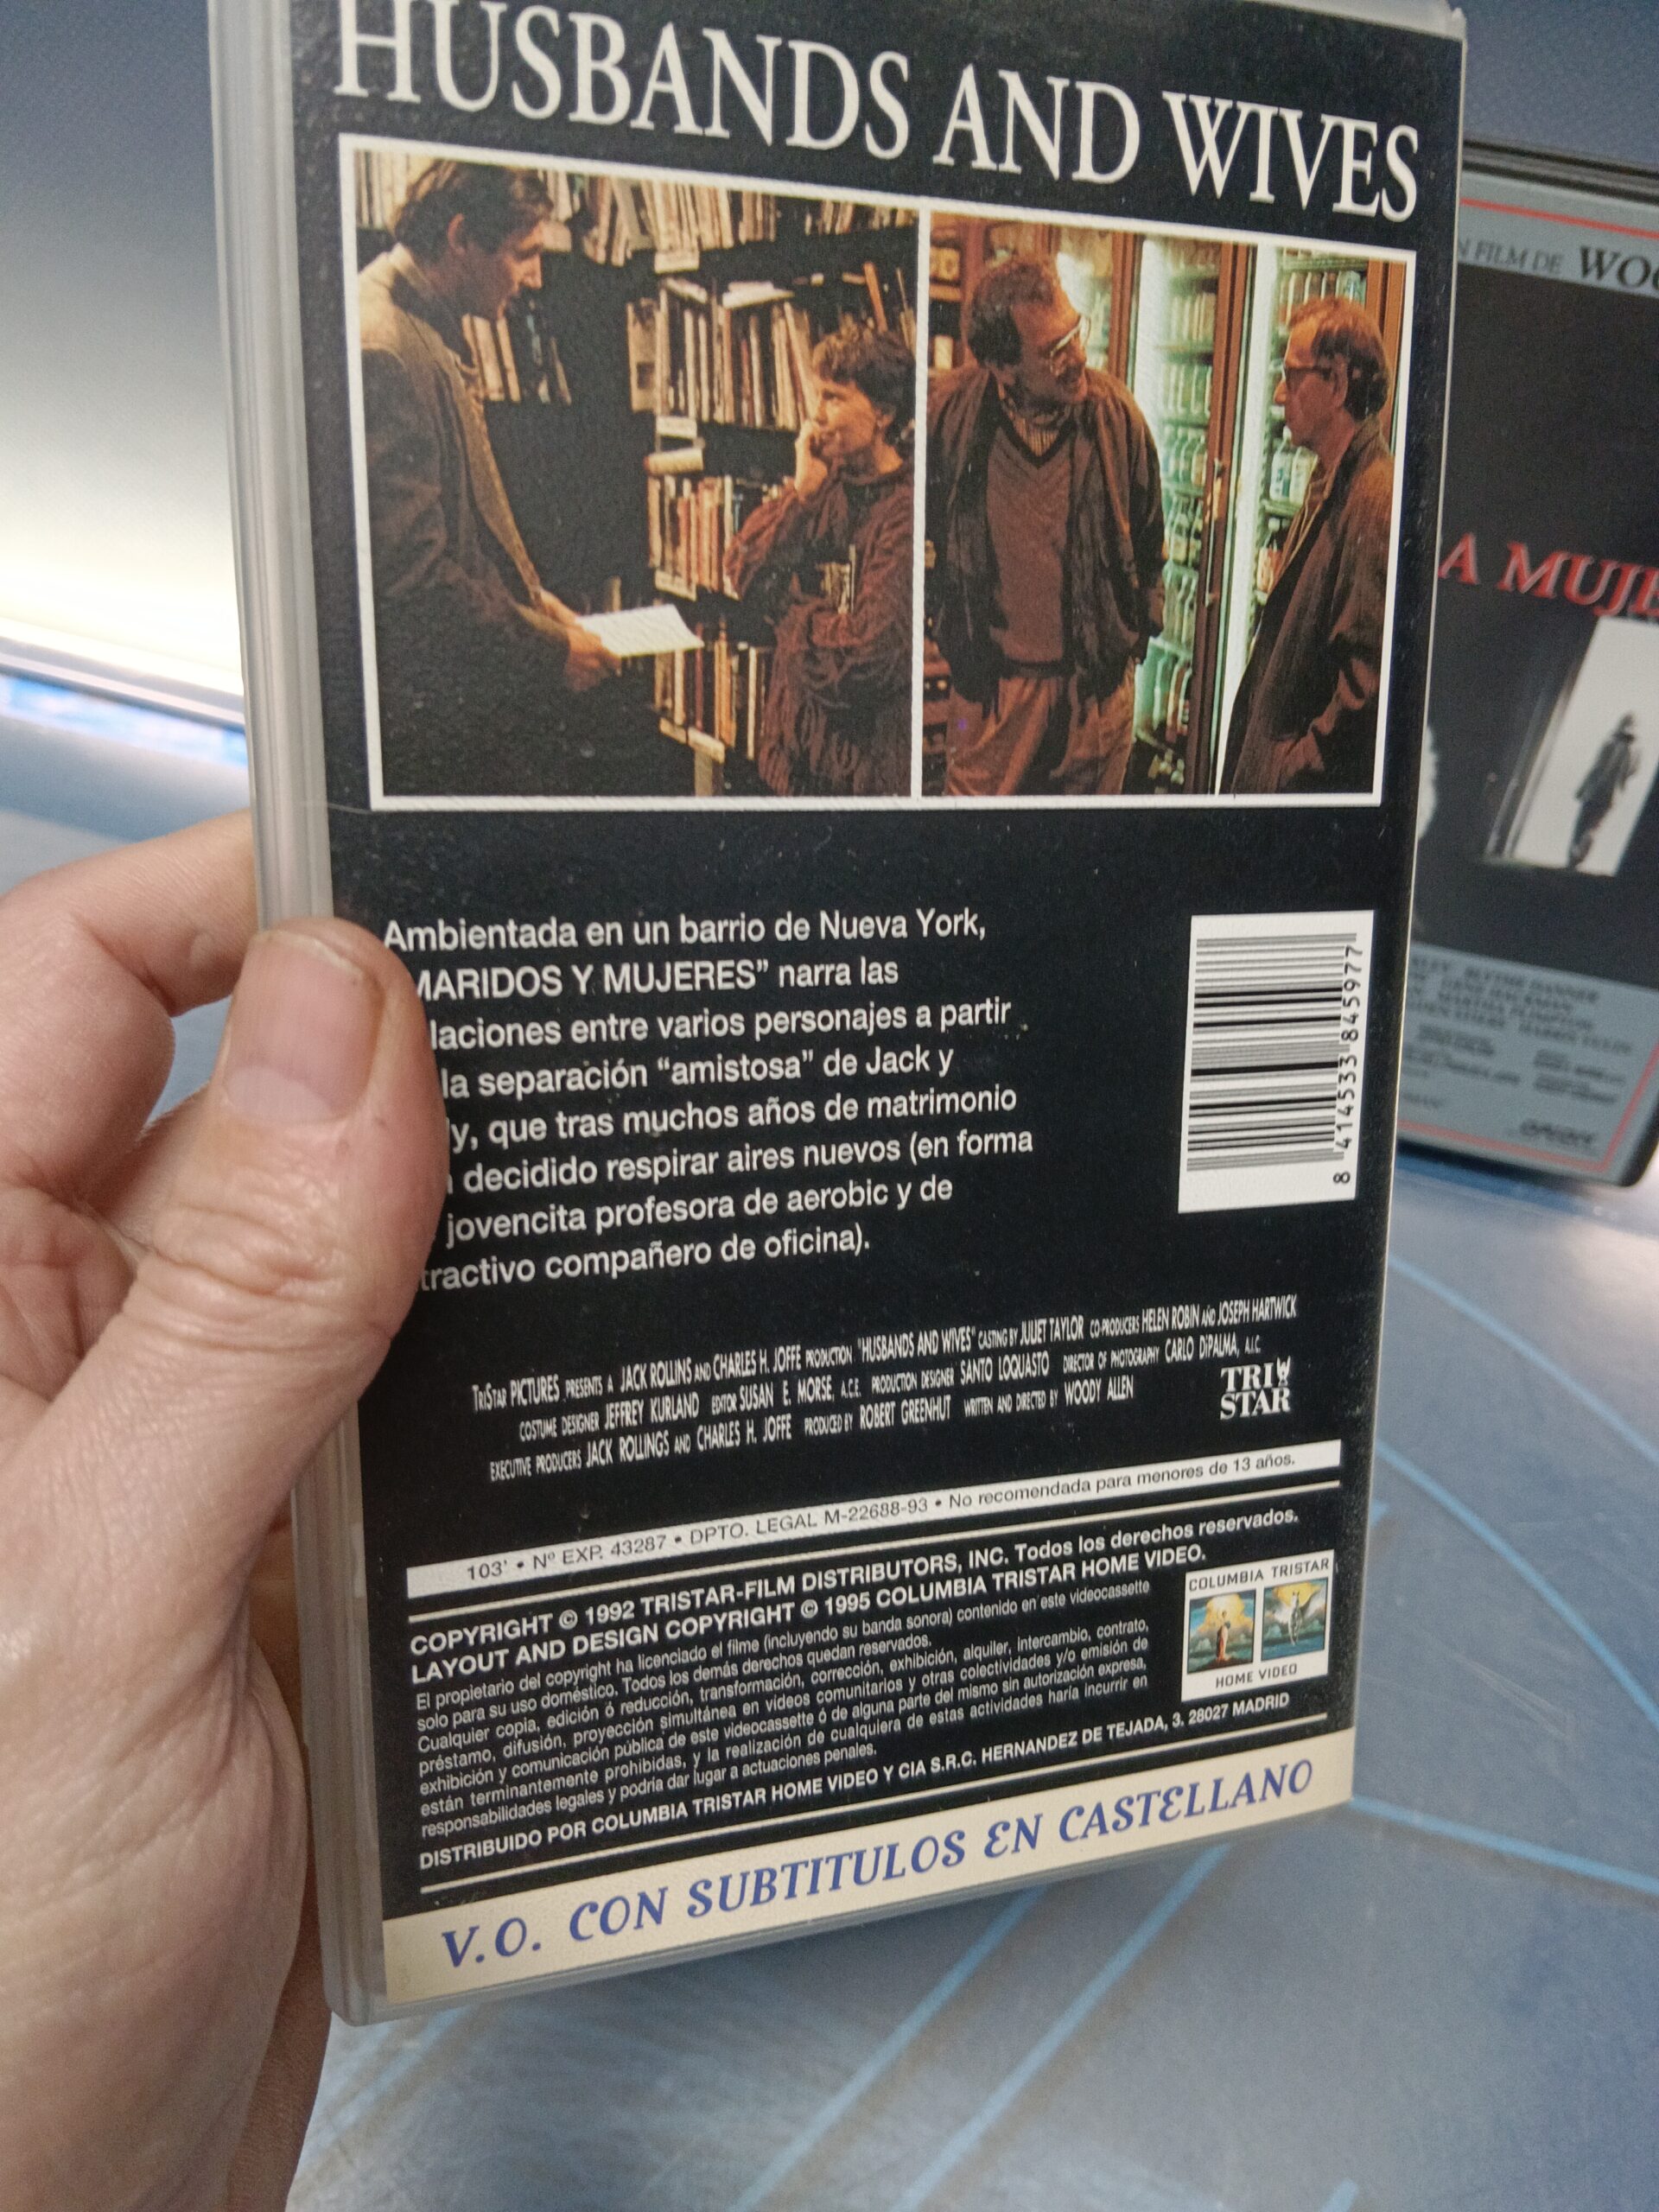 HUSBANDS AND WIVES
N FILM DE WOO
A MUJE
Ambientada en un barrio de Nueva York,
MARIDOS Y MUJERES” narra las
laciones entre varios personajes a partir
la separación “amistosa” de Jack y
y, que tras muchos años de matrimonio
decidido respirar aires nuevos (en forma
jovencita profesora de aerobic y de
tractivo compañero de oficina).
8 414533 845977
TRISTAR PICTURES PRESENTS A JACK ROLLINS AND CHARLES H. JOFFE PRODUCTION "HUSBANDS AND WIVES" CASTING BY JULIET TAYLOR CO-PRODUCERS HELEN ROBIN AND JOSEPH HARTWICK
COSTUME DESIGNER JEFFREY KURLAND EDITOR SUSAN E. MORSE, A.C.E. PRODUCTION DESIGNER SANTO LOQUASTO DIRECTOR OF PHOTOGRAPHY CARLO DiPALMA, A.I.C.
EXECUTIVE PRODUCERS JACK ROLLINGS AND CHARLES H. JOFFE PRODUCED BY ROBERT GREENHUT WRITTEN AND DIRECTED BY WOODY ALLEN
TRI
STAR
103' • Nº EXP. 43287 • DPTO. LEGAL M-22688-93 • No recomendada para menores de 13 años.
COPYRIGHT © 1992 TRISTAR-FILM DISTRIBUTORS, INC. Todos los derechos reservados.
LAYOUT AND DESIGN COPYRIGHT © 1995 COLUMBIA TRISTAR HOME VIDEO.
El propietario del copyright ha licenciado el filme (incluyendo su banda sonora) contenido en este videocassette
solo para su uso doméstico. Todos los demás derechos quedan reservados.
Cualquier copia, edición ó reducción, transformación, corrección, exhibición, alquiler, intercambio, contrato,
préstamo, difusión, proyección simultánea en videos comunitarios y otras colectividades y/o emisión de
exhibición y comunicación pública de este videocassette ó de alguna parte del mismo sin autorización expresa,
están terminantemente prohibidas, y la realización de cualquiera de estas actividades haría incurrir en
responsabilidades legales y podría dar lugar a actuaciones penales.
COLUMBIA TRISTAR
HOME VIDEO
DISTRIBUIDO POR COLUMBIA TRISTAR HOME VIDEO Y CIA S.R.C. HERNANDEZ DE TEJADA, 3. 28027 MADRID
V.O. CON SUBTITULOS EN CASTELLANO